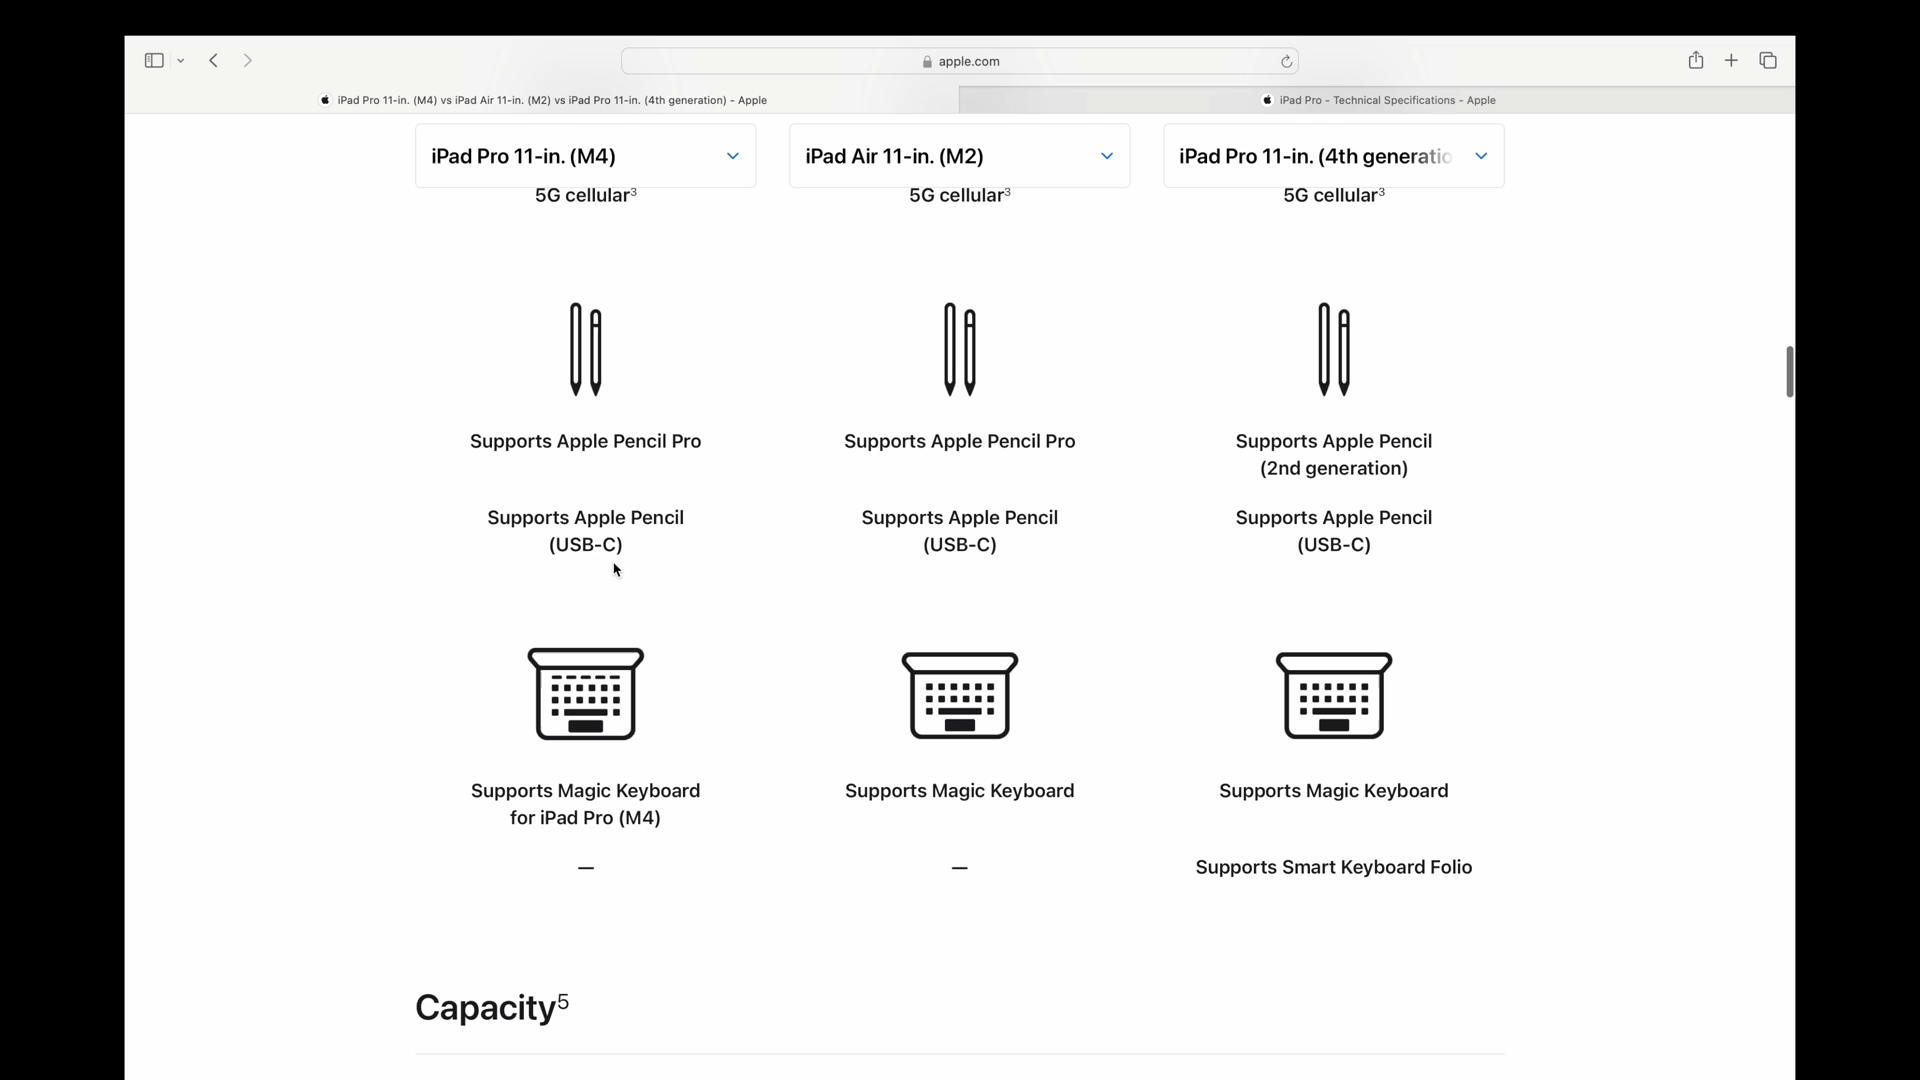 apple.com
iPad Pro 11-in. (M4) vs iPad Air 11-in. (M2) vs iPad Pro 11-in. (4th generation) - Apple
iPad Pro - Technical Specifications - Apple
iPad Pro 11-in. (M4)
iPad Air 11-in. (M2)
iPad Pro 11-in. (4th generatio
5G cellular³
5G cellular³
5G cellular³
Supports Apple Pencil Pro
Supports Apple Pencil Pro
Supports Apple Pencil
(2nd generation)
Supports Apple Pencil
(USB-C)
Supports Apple Pencil
(USB-C)
Supports Apple Pencil
(USB-C)
Supports Magic Keyboard
for iPad Pro (M4)
Supports Magic Keyboard
Supports Magic Keyboard
—
—
Supports Smart Keyboard Folio
Capacity⁵